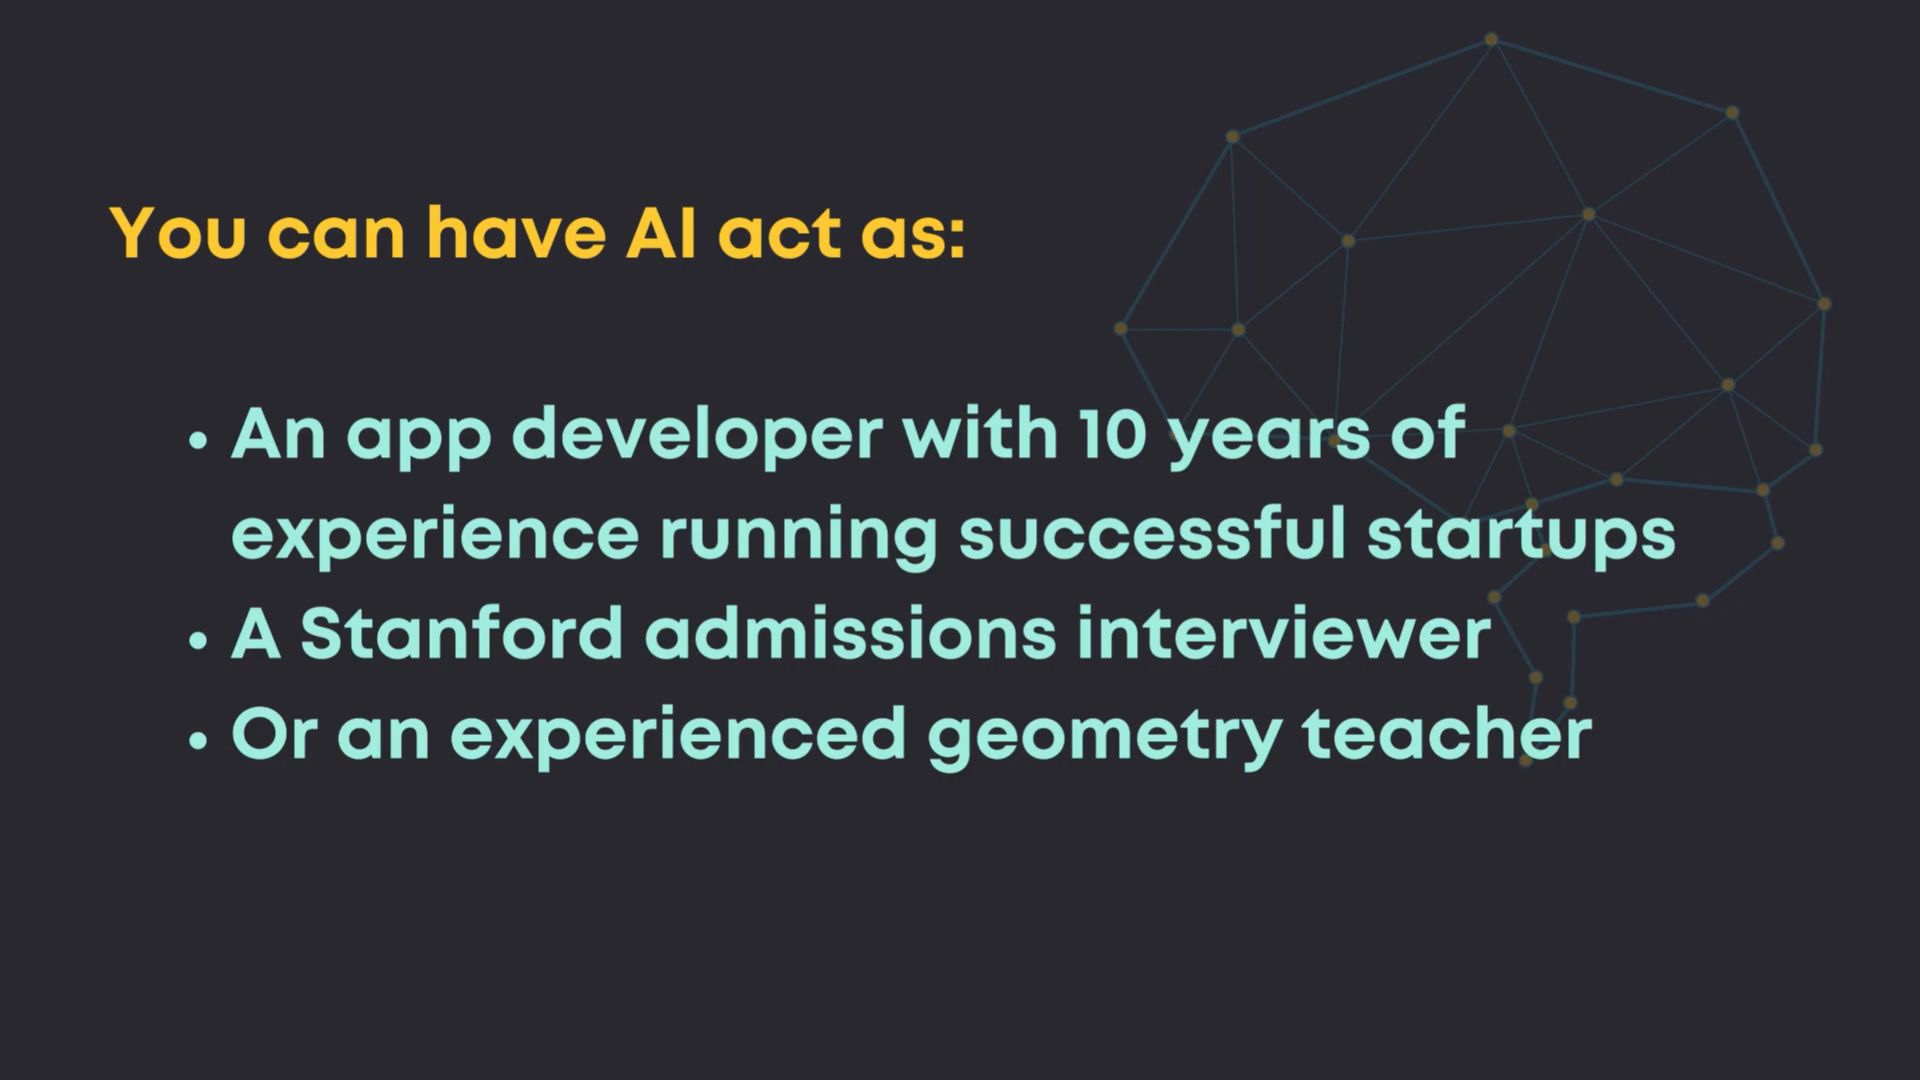 You can have AI act as:
• An app developer with 10 years of
experience running successful startups
• A Stanford admissions interviewer
• Or an experienced geometry teacher